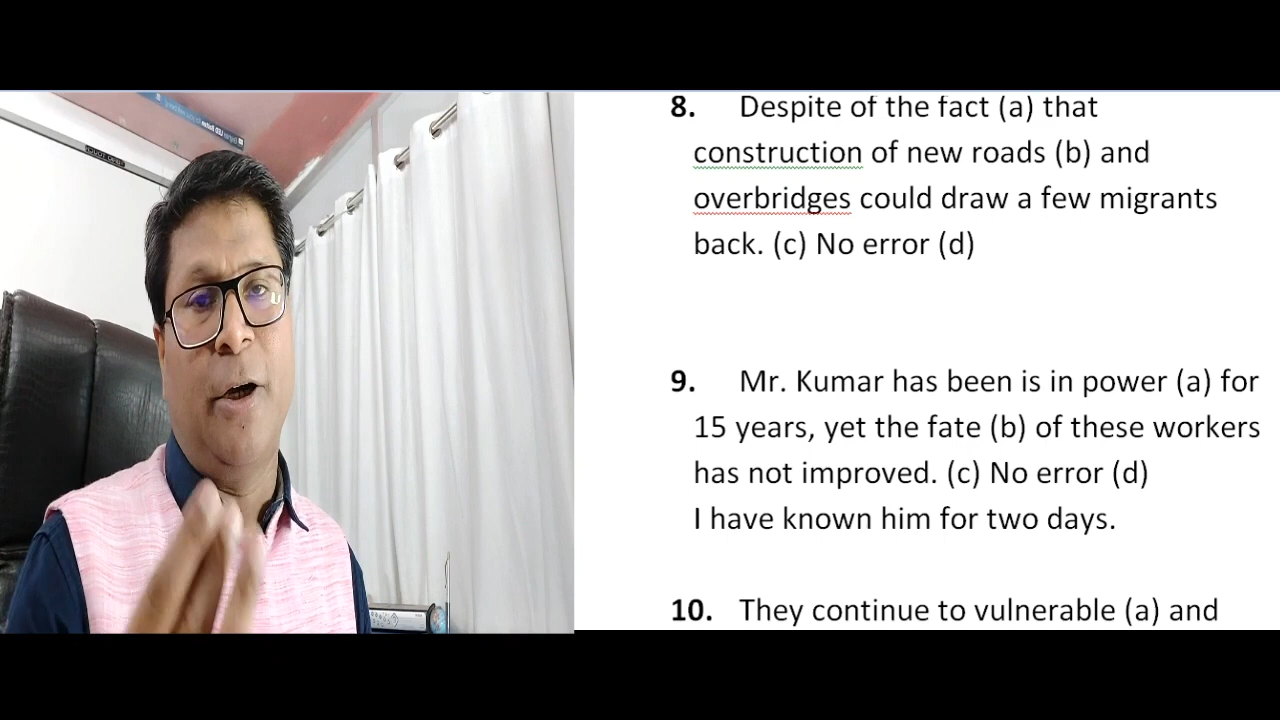 8. Despite of the fact (a) that
construction of new roads (b) and
overbridges could draw a few migrants
back. (c) No error (d)
9. Mr. Kumar has been is in power (a) for
15 years, yet the fate (b) of these workers
has not improved. (c) No error (d)
I have known him for two days.
10. They continue to vulnerable (a) and